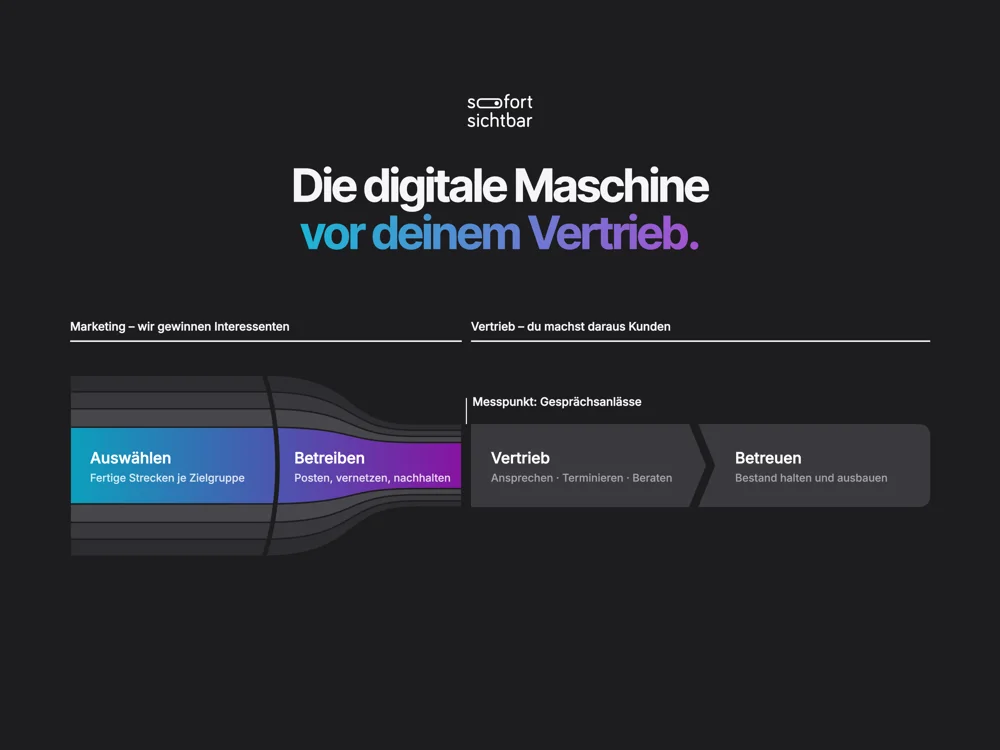 sofort
sichtbar
Die digitale Maschine
vor deinem Vertrieb.
Marketing – wir gewinnen Interessenten
Vertrieb – du machst daraus Kunden
Messpunkt: Gesprächsanlässe
Auswählen
Fertige Strecken je Zielgruppe
Betreiben
Posten, vernetzen, nachhalten
Vertrieb
Ansprechen · Terminieren · Beraten
Betreuen
Bestand halten und ausbauen